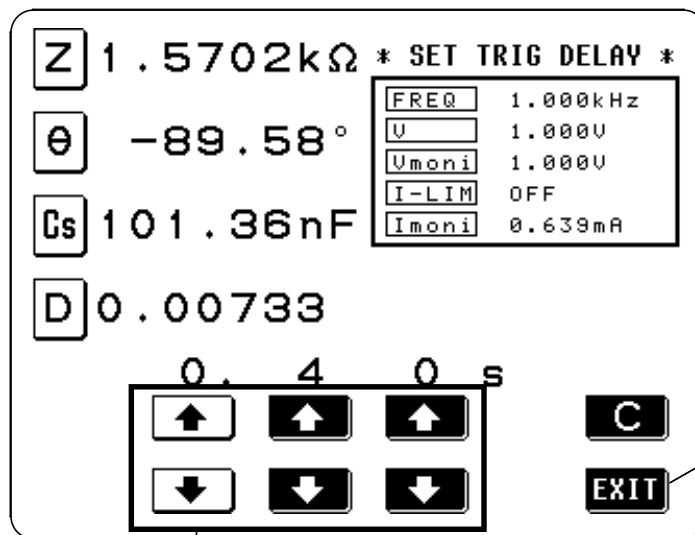 Z 1.5702kΩ
* SET TRIG DELAY *
FREQ 1.000kHz
θ -89.58°
V 1.000V
Vmoni 1.000V
I-LIM OFF
Cs 101.36nF
Imoni 0.639mA
D 0.00733
0. 4 0 s
C
EXIT